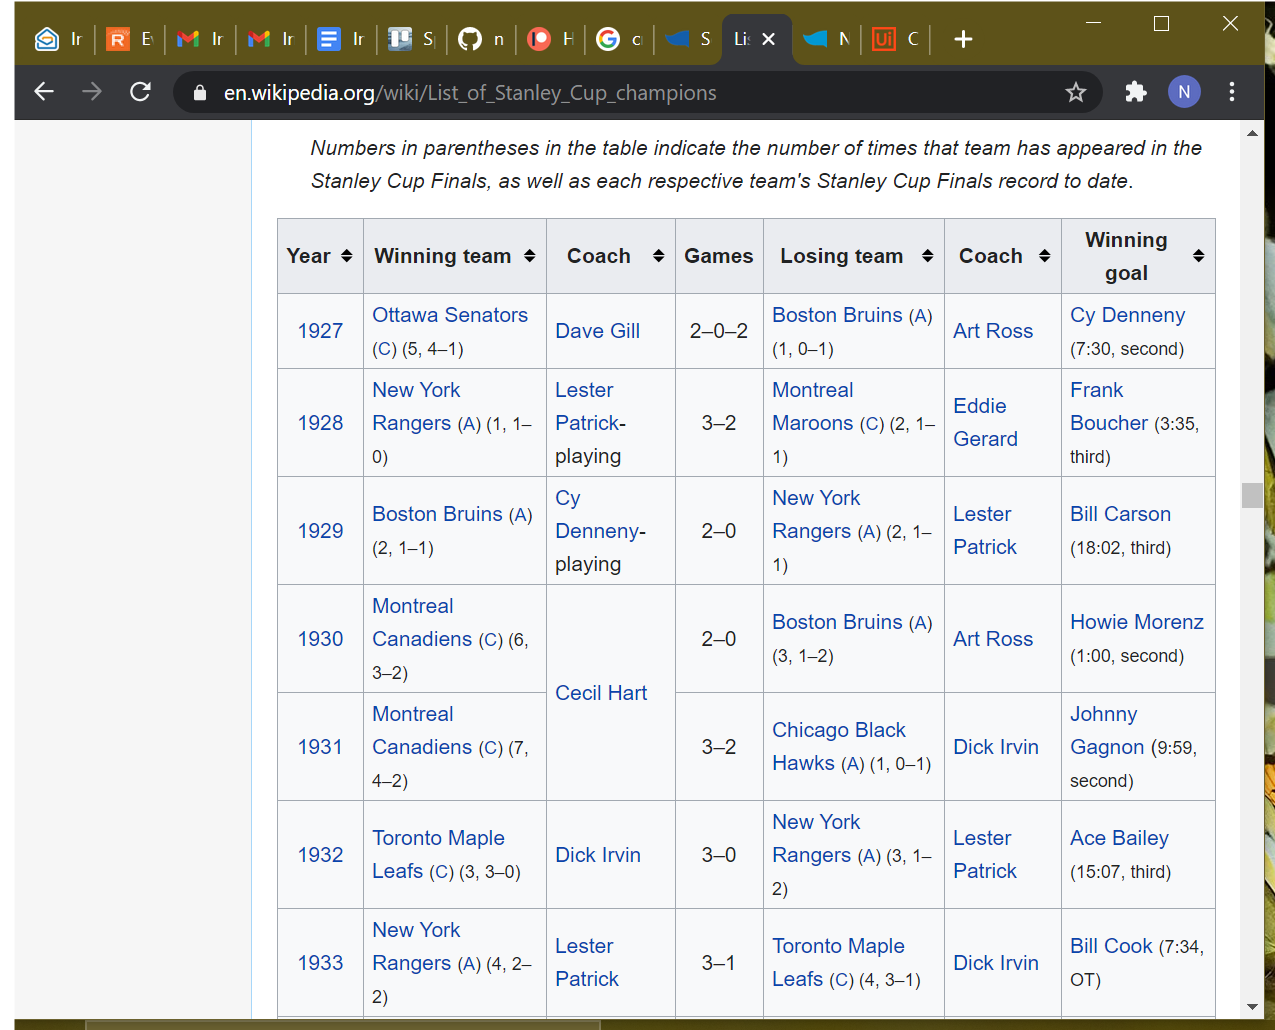 Ir
E
Ir
Ir
Ir
S
n
H
c
S
Li
N
C
en.wikipedia.org/wiki/List_of_Stanley_Cup_champions
N
Numbers in parentheses in the table indicate the number of times that team has appeared in the
Stanley Cup Finals, as well as each respective team's Stanley Cup Finals record to date.
Year Winning team Coach Games Losing team Coach Winning
goal
1927 Ottawa Senators
(C) (5, 4–1) Dave Gill 2–0–2 Boston Bruins (A)
(1, 0–1) Art Ross Cy Denneny
(7:30, second)
1928 New York
Rangers (A) (1, 1–
0) Lester
Patrick-
playing 3–2 Montreal
Maroons (C) (2, 1–
1) Eddie
Gerard Frank
Boucher (3:35,
third)
1929 Boston Bruins (A)
(2, 1–1) Cy
Denneny-
playing 2–0 New York
Rangers (A) (2, 1–
1) Lester
Patrick Bill Carson
(18:02, third)
1930 Montreal
Canadiens (C) (6,
3–2) Cecil Hart 2–0 Boston Bruins (A)
(3, 1–2) Art Ross Howie Morenz
(1:00, second)
1931 Montreal
Canadiens (C) (7,
4–2) 3–2 Chicago Black
Hawks (A) (1, 0–1) Dick Irvin Johnny
Gagnon (9:59,
second)
1932 Toronto Maple
Leafs (C) (3, 3–0) Dick Irvin 3–0 New York
Rangers (A) (3, 1–
2) Lester
Patrick Ace Bailey
(15:07, third)
1933 New York
Rangers (A) (4, 2–
2) Lester
Patrick 3–1 Toronto Maple
Leafs (C) (4, 3–1) Dick Irvin Bill Cook (7:34,
OT)